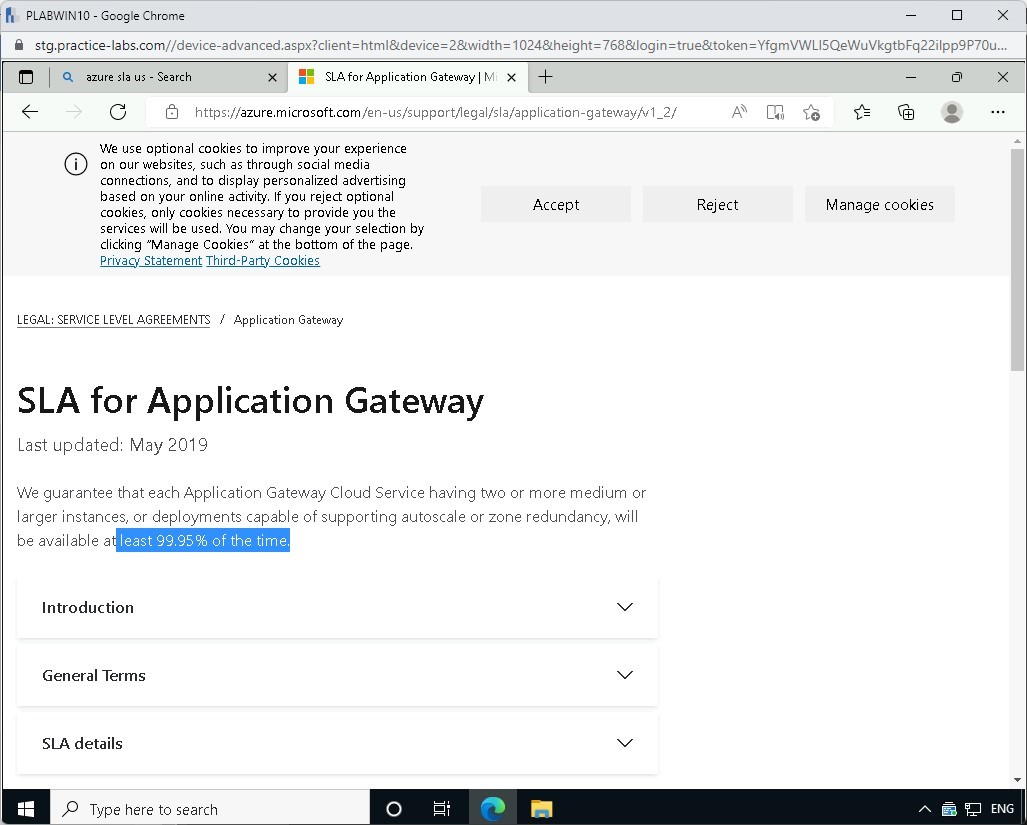 PLABWIN10 - Google Chrome
stg.practice-labs.com//device-advanced.aspx?client=html&device=2&width=1024&height=768&login=true&token=YfgmVWLI5QeWuVkgtbFq22iIpp9P70u...
azure sla us - Search
SLA for Application Gateway | Mi
https://azure.microsoft.com/en-us/support/legal/sla/application-gateway/v1_2/
We use optional cookies to improve your experience
on our websites, such as through social media
connections, and to display personalized advertising
based on your online activity. If you reject optional
cookies, only cookies necessary to provide you the
services will be used. You may change your selection by
clicking “Manage Cookies” at the bottom of the page.
Privacy Statement Third-Party Cookies
Accept
Reject
Manage cookies
LEGAL: SERVICE LEVEL AGREEMENTS / Application Gateway
SLA for Application Gateway
Last updated: May 2019
We guarantee that each Application Gateway Cloud Service having two or more medium or
larger instances, or deployments capable of supporting autoscale or zone redundancy, will
be available at least 99.95% of the time.
Introduction
General Terms
SLA details
Type here to search
ENG